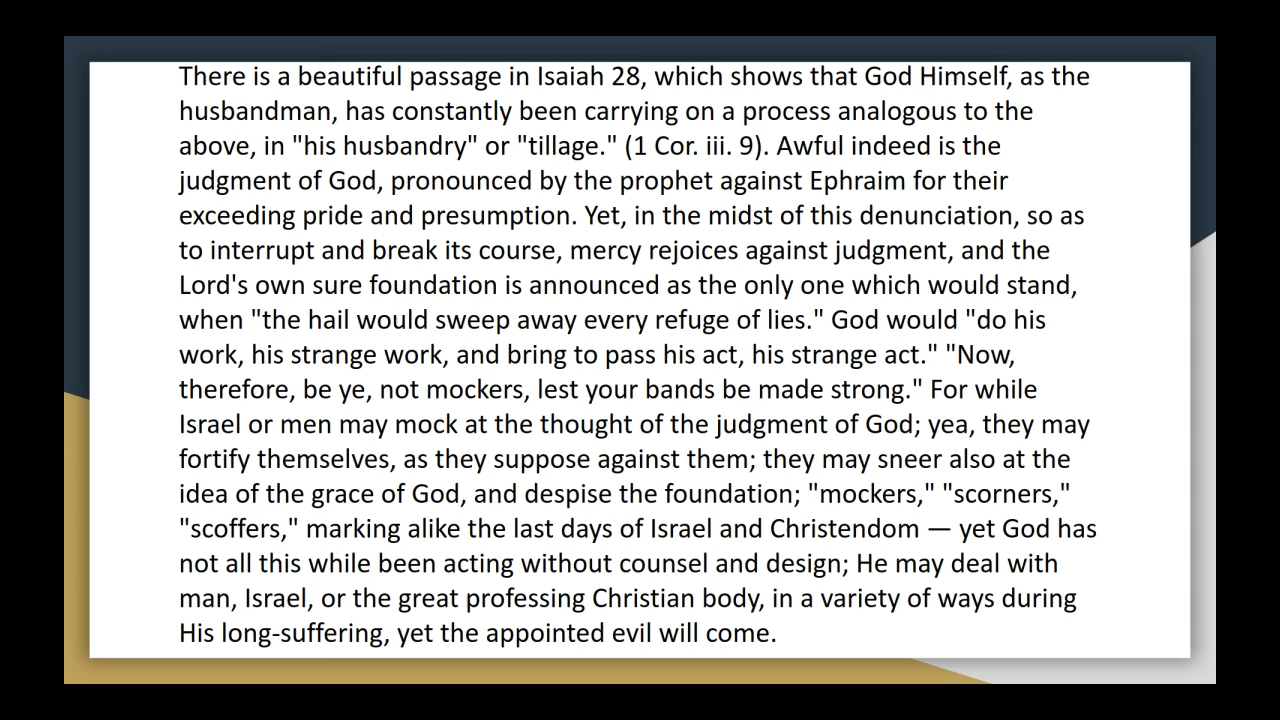 There is a beautiful passage in Isaiah 28, which shows that God Himself, as the
husbandman, has constantly been carrying on a process analogous to the
above, in "his husbandry" or "tillage." (1 Cor. iii. 9). Awful indeed is the
judgment of God, pronounced by the prophet against Ephraim for their
exceeding pride and presumption. Yet, in the midst of this denunciation, so as
to interrupt and break its course, mercy rejoices against judgment, and the
Lord's own sure foundation is announced as the only one which would stand,
when "the hail would sweep away every refuge of lies." God would "do his
work, his strange work, and bring to pass his act, his strange act." "Now,
therefore, be ye, not mockers, lest your bands be made strong." For while
Israel or men may mock at the thought of the judgment of God; yea, they may
fortify themselves, as they suppose against them; they may sneer also at the
idea of the grace of God, and despise the foundation; "mockers," "scorners,"
"scoffers," marking alike the last days of Israel and Christendom — yet God has
not all this while been acting without counsel and design; He may deal with
man, Israel, or the great professing Christian body, in a variety of ways during
His long-suffering, yet the appointed evil will come.